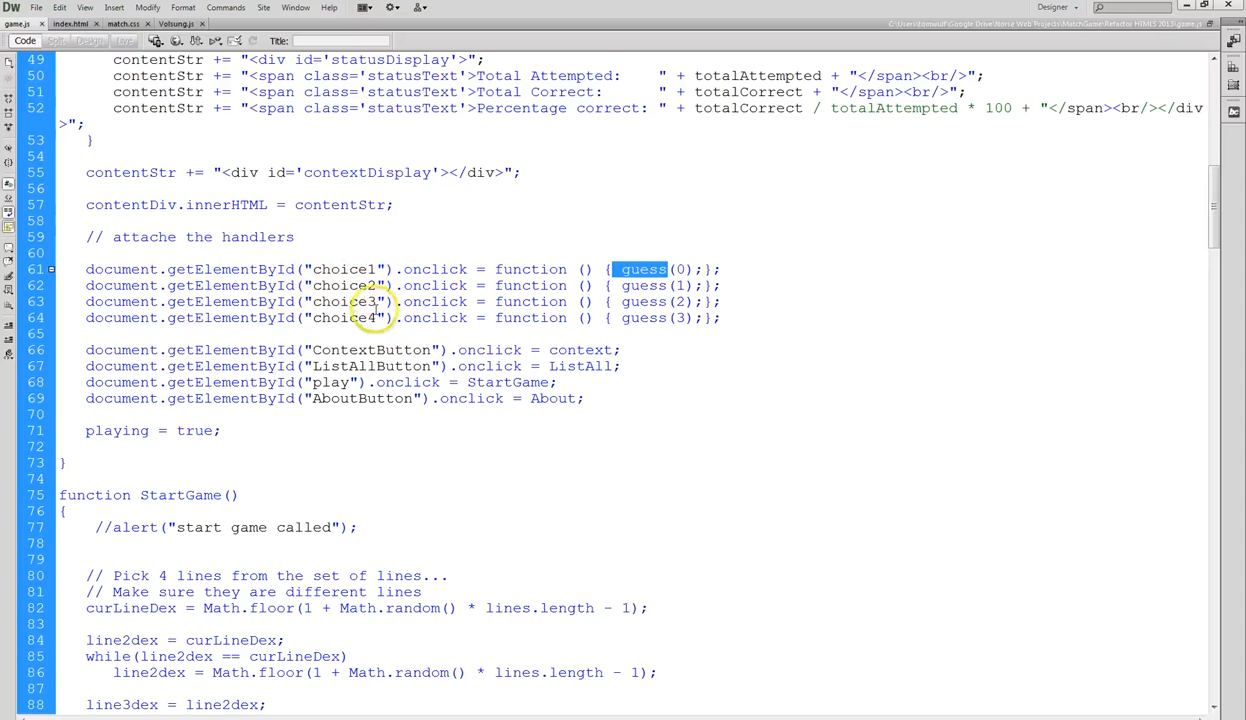 DW File Edit View Insert Modify Format Commands Site Window Help Designer
game.js × index.html × match.css × Volsung.js ×
Code Split Design Live Title:
49 contentStr += "<div id='statusDisplay'>";
50 contentStr += "<span class='statusText'>Total Attempted: " + totalAttempted + "</span><br/>";
51 contentStr += "<span class='statusText'>Total Correct: " + totalCorrect + "</span><br/>";
52 contentStr += "<span class='statusText'>Percentage correct: " + totalCorrect / totalAttempted * 100 + "</span><br/></div
>";
53 }
54
55 contentStr += "<div id='contextDisplay'></div>";
56
57 contentDiv.innerHTML = contentStr;
58
59 // attache the handlers
60
61 document.getElementById("choice1").onclick = function () { guess(0);};
62 document.getElementById("choice2").onclick = function () { guess(1);};
63 document.getElementById("choice3").onclick = function () { guess(2);};
64 document.getElementById("choice4").onclick = function () { guess(3);};
65
66 document.getElementById("ContextButton").onclick = context;
67 document.getElementById("ListAllButton").onclick = ListAll;
68 document.getElementById("play").onclick = StartGame;
69 document.getElementById("AboutButton").onclick = About;
70
71 playing = true;
72
73 }
74
75 function StartGame()
76 {
77 //alert("start game called");
78
79
80 // Pick 4 lines from the set of lines...
81 // Make sure they are different lines
82 curLineDex = Math.floor(1 + Math.random() * lines.length - 1);
83
84 line2dex = curLineDex;
85 while(line2dex == curLineDex)
86 line2dex = Math.floor(1 + Math.random() * lines.length - 1);
87
88 line3dex = line2dex;